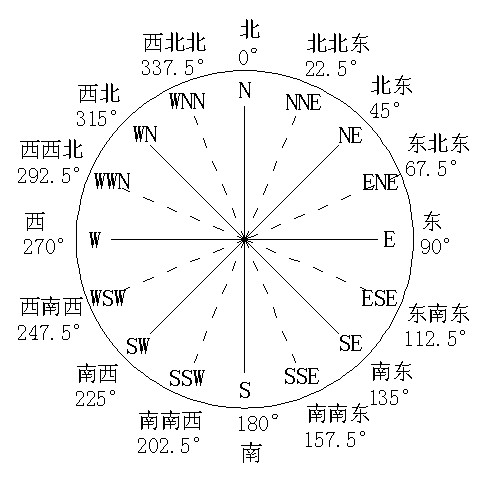 北
0°
西北北
337.5°
北北东
22.5°
N
WNN
NNE
西北
315°
北东
45°
WN
NE
西西北
292.5°
东北东
67.5°
WWN
ENE
西
270°
W
E
东
90°
西南西
247.5°
WSW
ESE
东南东
112.5°
SW
SE
南西
225°
南东
135°
SSW
SSE
S
南南西
202.5°
180°
南
南南东
157.5°